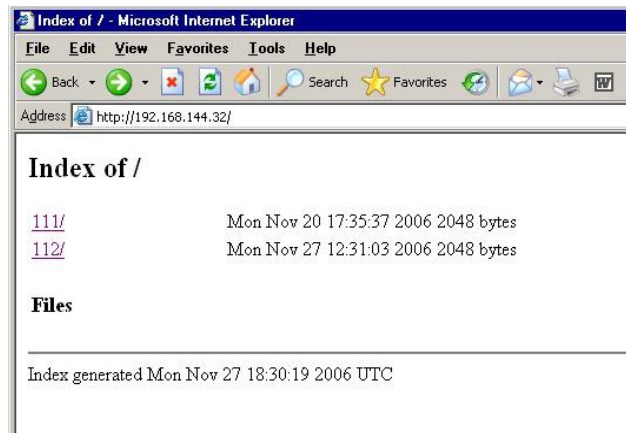 Index of / - Microsoft Internet Explorer
File Edit View Favorites Tools Help
Back Search Favorites W
Address http://192.168.144.32/
Index of /
111/ Mon Nov 20 17:35:37 2006 2048 bytes
112/ Mon Nov 27 12:31:03 2006 2048 bytes
Files
Index generated Mon Nov 27 18:30:19 2006 UTC